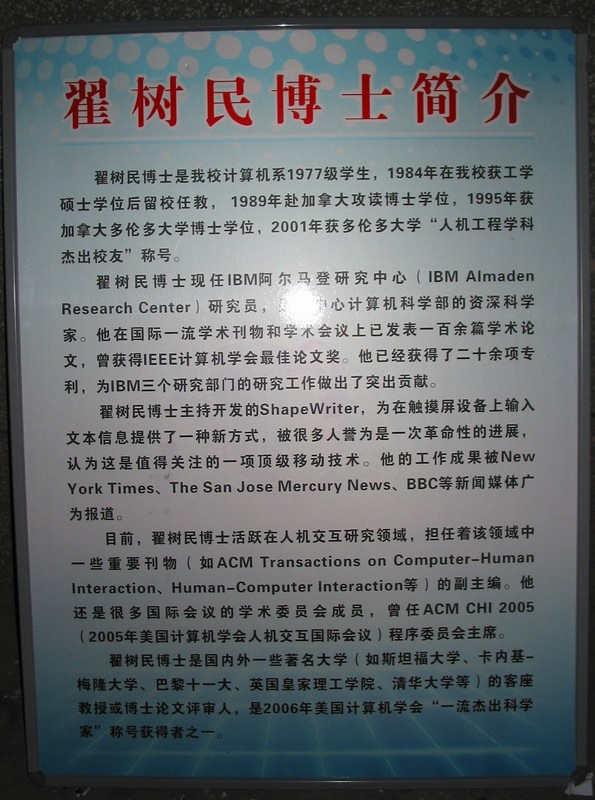 翟树民博士简介
翟树民博士是我校计算机系1977级学生，1984年在我校获工学
硕士学位后留校任教， 1989年赴加拿大攻读博士学位，1995年获
加拿大多伦多大学博士学位，2001年获多伦多大学“人机工程学科
杰出校友”称号。
翟树民博士现任IBM阿尔马登研究中心（IBM Almaden
Research Center）研究员，心计算机科学部的资深科学
家。他在国际一流学术刊物和学术会议上已发表一百余篇学术论
文，曾获得IEEE计算机学会最佳论文奖。他已经获得了二十余项专
利，为IBM三个研究部门的研究工作做出了突出贡献。
翟树民博士主持开发的ShapeWriter，为在触摸屏设备上输入
文本信息提供了一种新方式，被很多人誉为是一次革命性的进展，
认为这是值得关注的一项顶级移动技术。他的工作成果被New
York Times、The San Jose Mercury News、BBC等新闻媒体广
为报道。
目前，翟树民博士活跃在人机交互研究领域，担任着该领域中
一些重要刊物（如ACM Transactions on Computer-Human
Interaction、Human-Computer Interaction等）的副主编。他
还是很多国际会议的学术委员会成员，曾任ACM CHI 2005
（2005年美国计算机学会人机交互国际会议）程序委员会主席。
翟树民博士是国内外一些著名大学（如斯坦福大学、卡内基-
梅隆大学、巴黎十一大、英国皇家理工学院、清华大学等）的客座
教授或博士论文评审人，是2006年美国计算机学会“一流杰出科学
家”称号获得者之一。